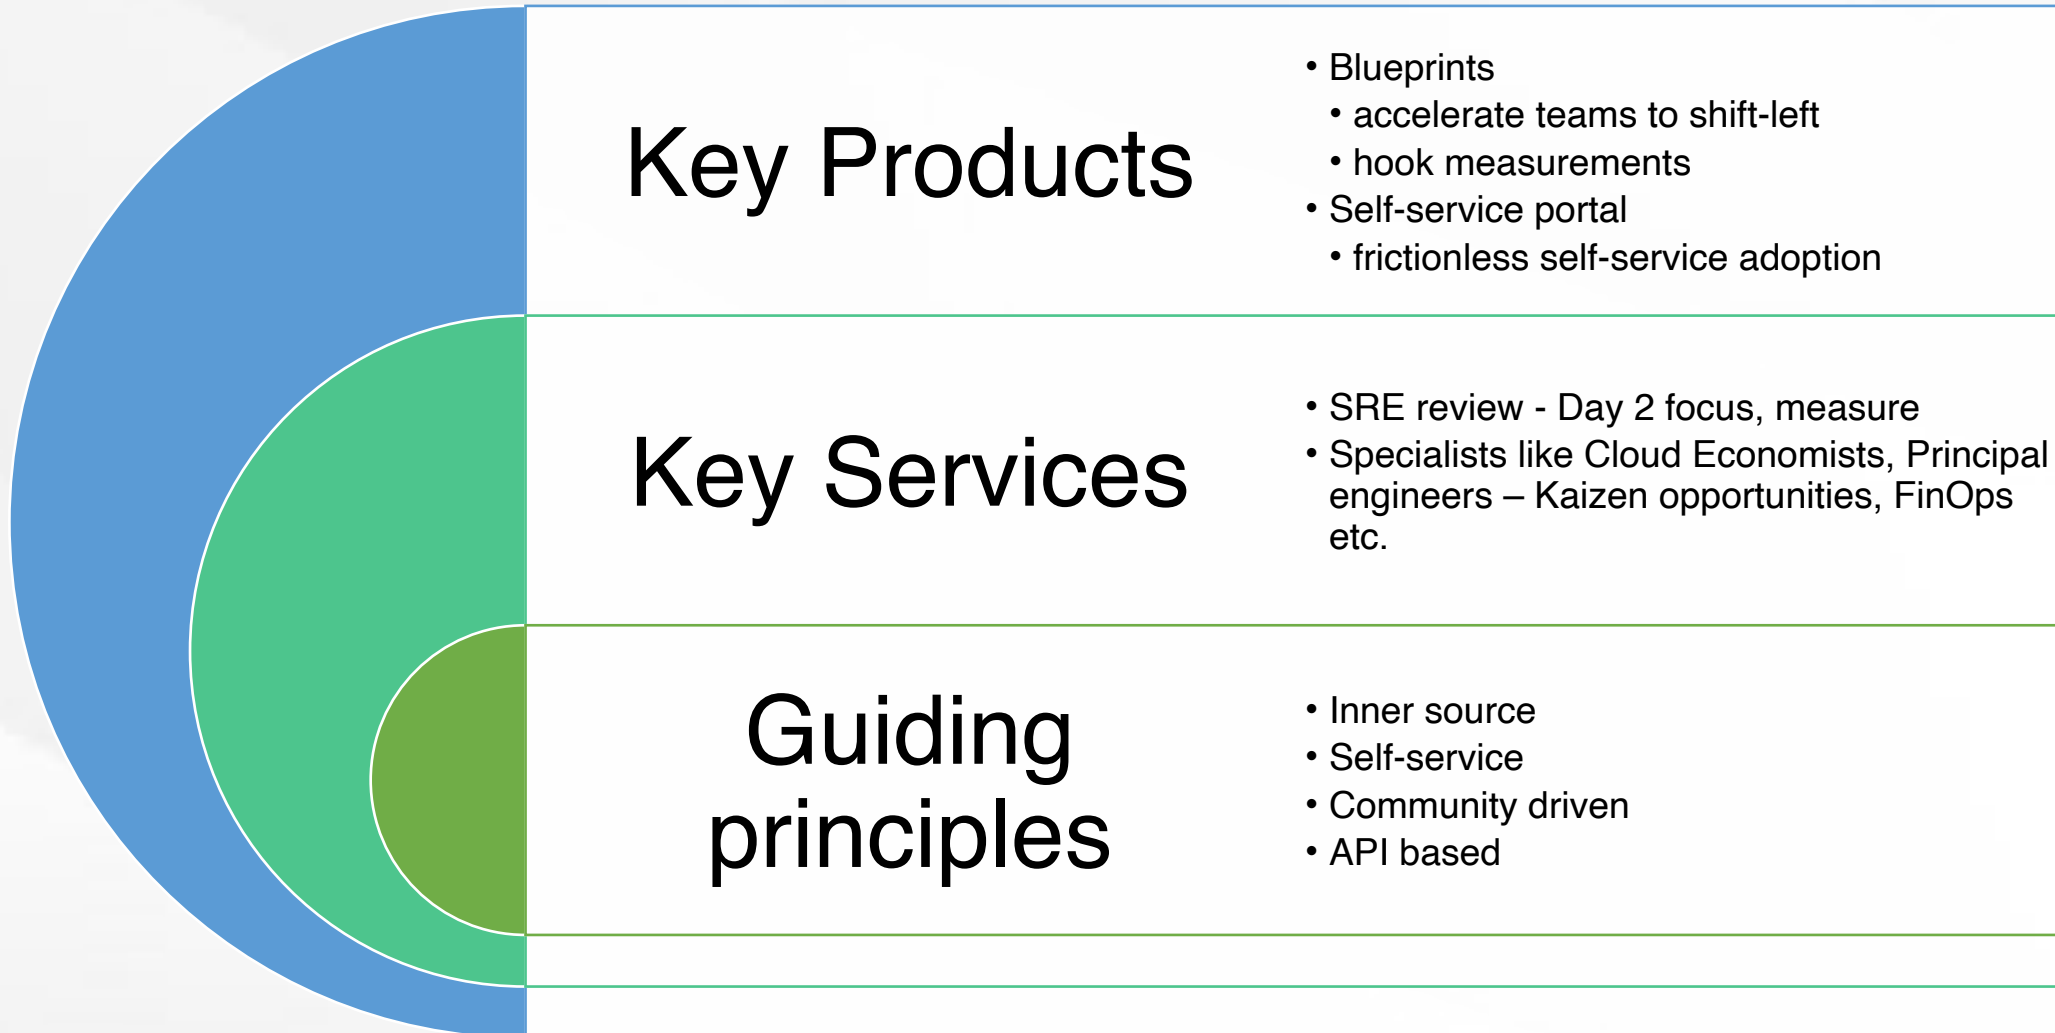 Key Products
• Blueprints
• accelerate teams to shift-left
• hook measurements
• Self-service portal
• frictionless self-service adoption
Key Services
• SRE review - Day 2 focus, measure
• Specialists like Cloud Economists, Principal
engineers – Kaizen opportunities, FinOps
etc.
Guiding
principles
• Inner source
• Self-service
• Community driven
• API based